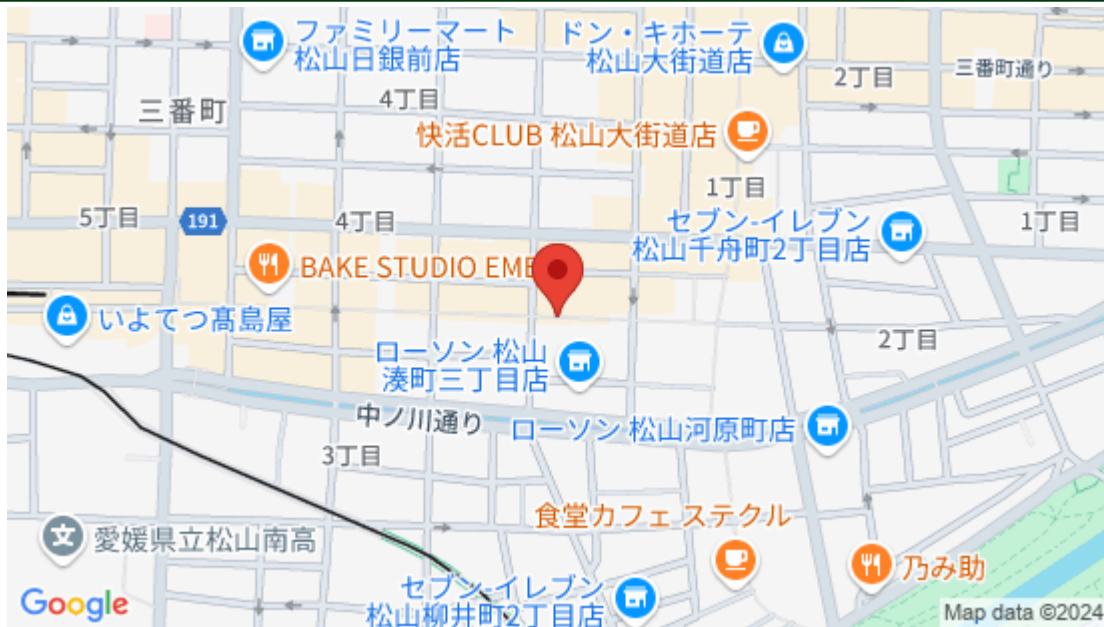 ファミリーマート
松山日銀前店
ドン・キホーテ
松山大街道店
2丁目
三番町通り
4丁目
三番町
快活CLUB 松山大街道店
1丁目
5丁目
191
4丁目
セブン-イレブン
松山千舟町2丁目店
1丁目
BAKE STUDIO EME
いよてつ髙島屋
2丁目
ローソン 松山
湊町三丁目店
中ノ川通り
ローソン 松山河原町店
3丁目
食堂カフェ ステクル
愛媛県立松山南高
乃み助
セブン-イレブン
松山柳井町2丁目店
Google
Map data ©2024